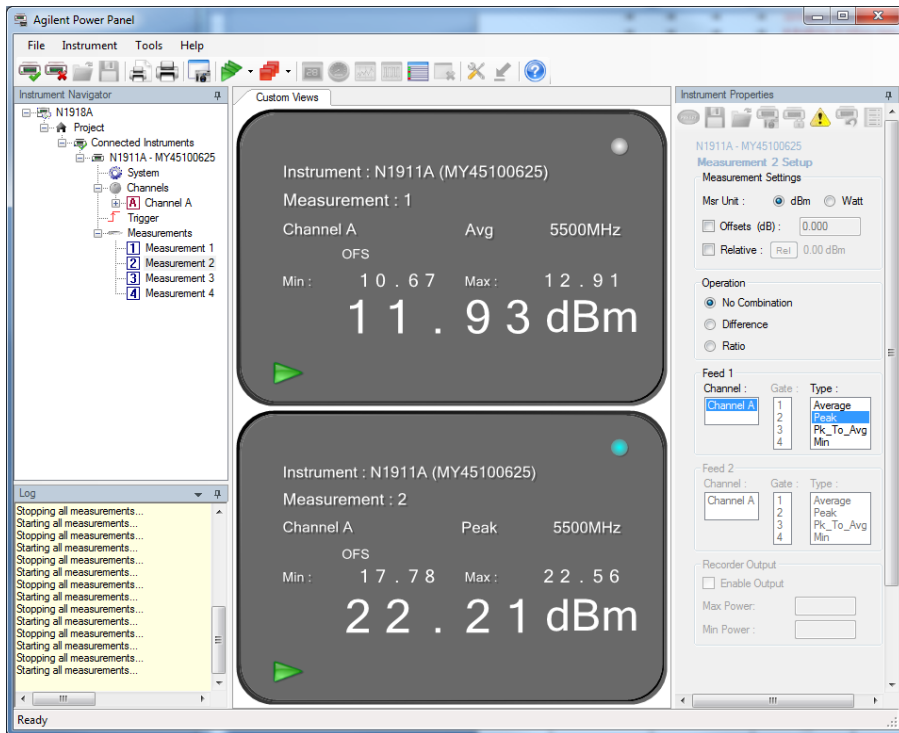 Agilent Power Panel
File Instrument Tools Help
Instrument Navigator
N1918A
Project
Connected Instruments
N1911A - MY45100625
System
Channels
A Channel A
Trigger
Measurements
1 Measurement 1
2 Measurement 2
3 Measurement 3
4 Measurement 4
Log
Stopping all measurements...
Starting all measurements...
Stopping all measurements...
Starting all measurements...
Stopping all measurements...
Starting all measurements...
Starting all measurements...
Stopping all measurements...
Stopping all measurements...
Starting all measurements...
Stopping all measurements...
Starting all measurements...
Stopping all measurements...
Starting all measurements...
Custom Views
Instrument : N1911A (MY45100625)
Measurement : 1
Channel A Avg 5500MHz
OFS
Min : 10.67 Max : 12.91
11.93 dBm
Instrument : N1911A (MY45100625)
Measurement : 2
Channel A Peak 5500MHz
OFS
Min : 17.78 Max : 22.56
22.21 dBm
Instrument Properties
N1911A - MY45100625
Measurement 2 Setup
Measurement Settings
Msr Unit : dBm Watt
Offsets (dB) : 0.000
Relative : Rel 0.00 dBm
Operation
No Combination
Difference
Ratio
Feed 1
Channel : Gate : Type :
Channel A 1 Average
2 Peak
3 Pk_To_Avg
4 Min
Feed 2
Channel : Gate : Type :
Channel A 1 Average
2 Peak
3 Pk_To_Avg
4 Min
Recorder Output
Enable Output
Max Power:
Min Power :
Ready